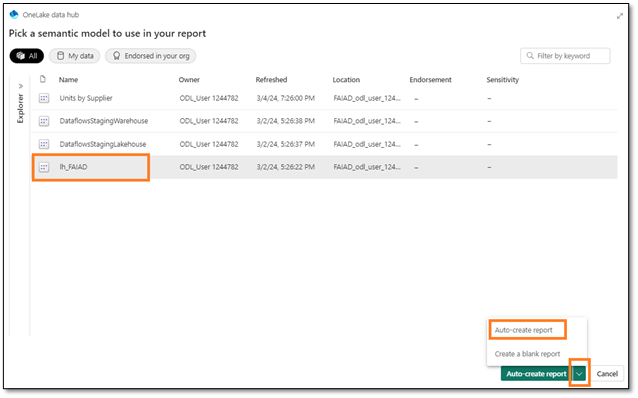 OneLake data hub
Pick a semantic model to use in your report
All My data Endorsed in your org Filter by keyword
Explorer
Name Owner Refreshed Location Endorsement Sensitivity
Units by Supplier ODL_User 1244782 3/4/24, 7:26:00 PM FAIAD_odl_user_124... – –
DataflowsStagingWarehouse ODL_User 1244782 3/2/24, 5:26:38 PM FAIAD_odl_user_124... – –
DataflowsStagingLakehouse ODL_User 1244782 3/2/24, 5:26:37 PM FAIAD_odl_user_124... – –
lh_FAIAD ODL_User 1244782 3/2/24, 5:26:22 PM FAIAD_odl_user_124... – –
Auto-create report
Create a blank report
Auto-create report Cancel